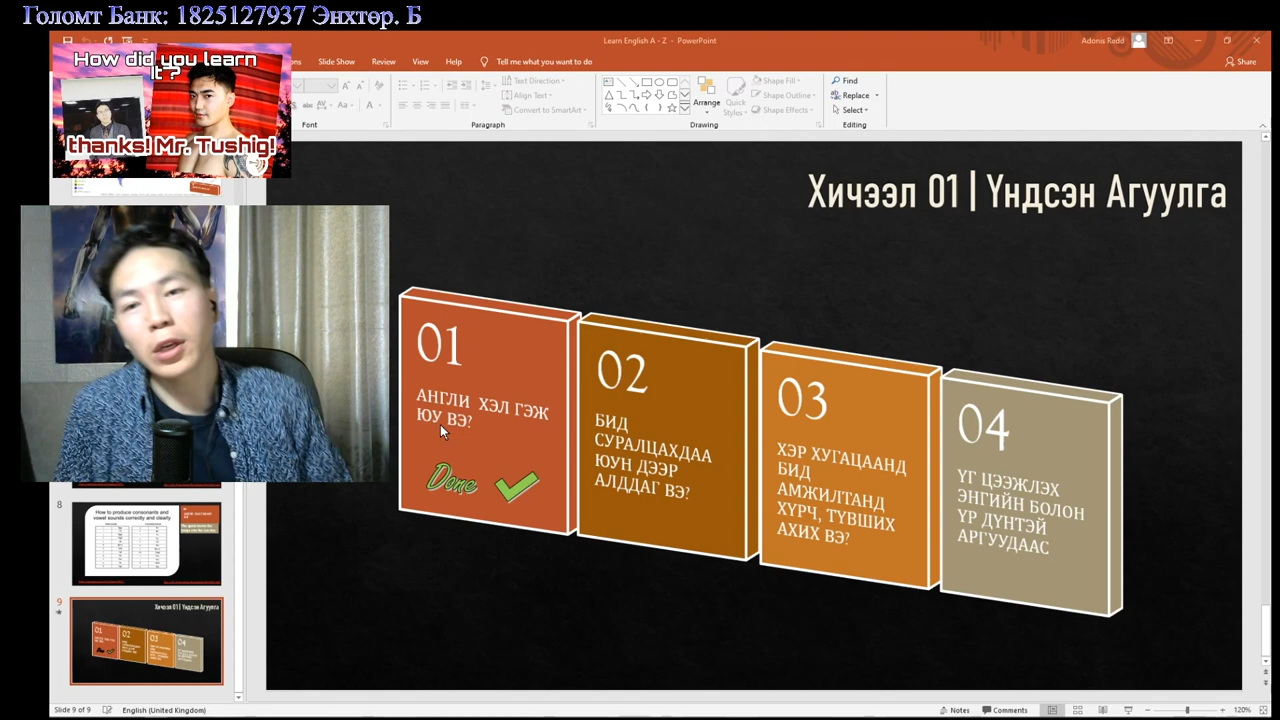 Голомт Банк: 1825127937 Энхтөр. Б
Learn English A - Z - PowerPoint
Adonis Redd
How did you learn
It ?
thanks! Mr. Tushig!
Slide Show
Review
View
Help
Tell me what you want to do
Share
Text Direction
Align Text
Convert to SmartArt
Arrange
Quick
Styles
Shape Fill
Shape Outline
Shape Effects
Find
Replace
Select
Font
Paragraph
Drawing
Editing
Хичээл 01 | Үндсэн Агуулга
01
АНГЛИ ХЭЛ ГЭЖ
ЮУ ВЭ?
Done
02
БИД
СУРАЛЦАХДАА
ЮУН ДЭЭР
АЛДДАГ ВЭ?
03
ХЭР ХУГАЦААНД
БИД
АМЖИЛТАНД
ХҮРЧ, ТҮВШИХ
АХИХ ВЭ?
04
ҮГ ЦЭЭЖЛЭХ
ЭНГИЙН БОЛОН
ҮР ДҮНТЭЙ
АРГУУДААС
8
How to produce consonants and
vowel sounds correctly and clearly.
9
Хичээл 01| Үндсэн Агуулга
01
02
03
04
Slide 9 of 9
English (United Kingdom)
Notes
Comments
120%